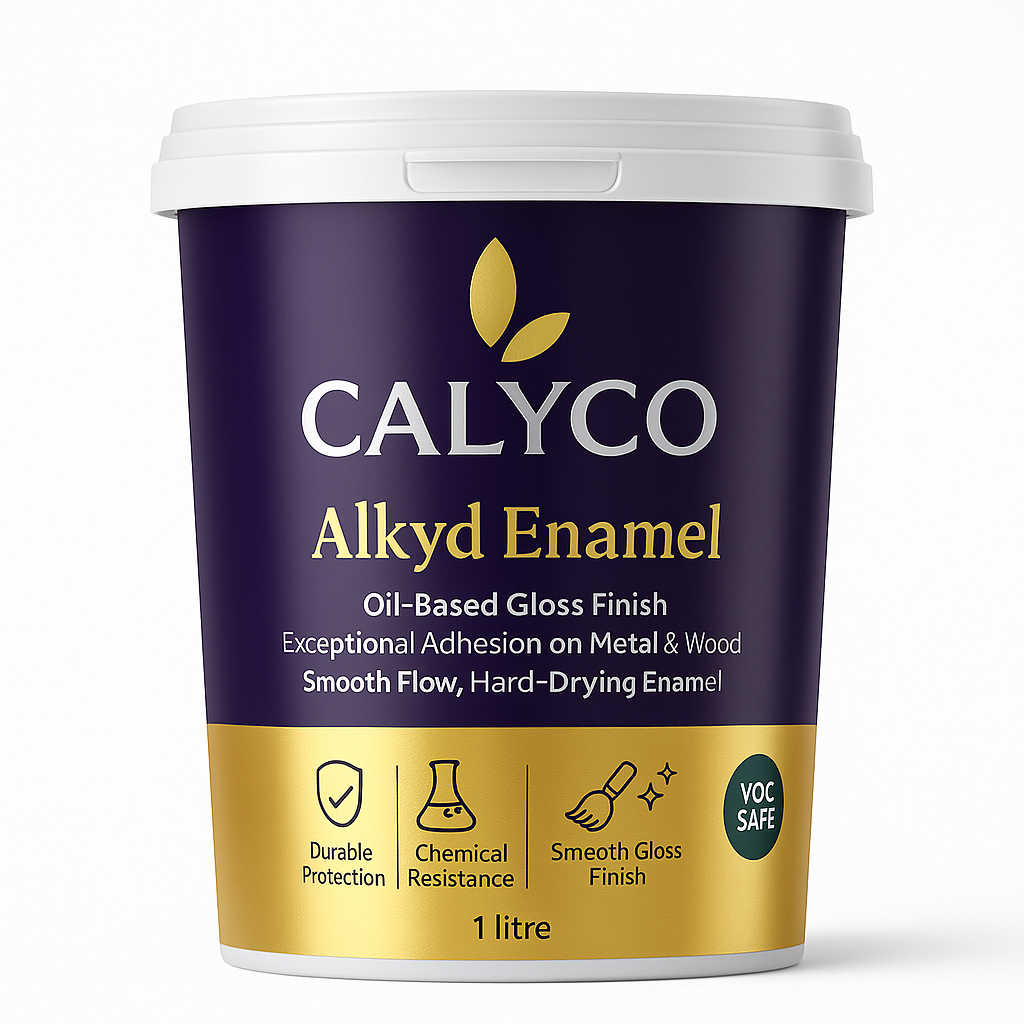 CALYCO
Alkyd Enamel
Oil-Based Gloss Finish
Exceptional Adhesion on Metal & Wood
Smooth Flow, Hard-Drying Enamel
Durable
Protection
Chemical
Resistance
Smeoth Gloss
Finish
VOC
SAFE
1 litre